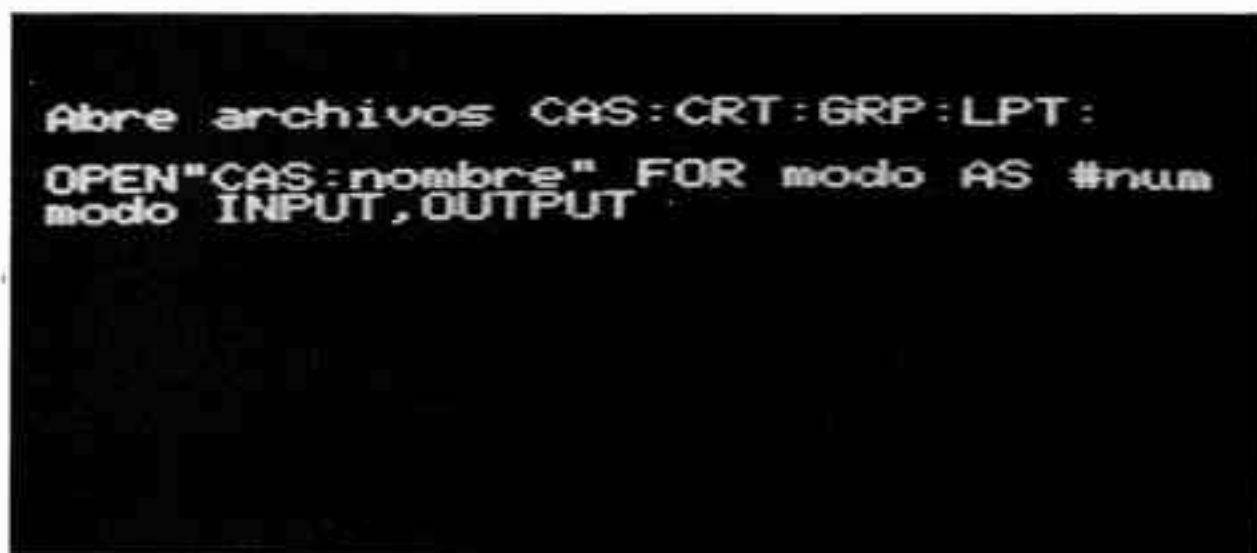 Abre archivos CAS:CRT:GRP:LPT:
OPEN"CAS:nombre" FOR modo AS #num
modo INPUT,OUTPUT